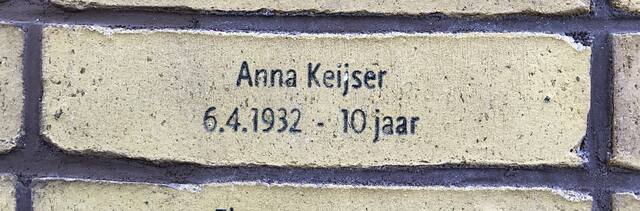 Anna Keijser
6.4.1932 - 10 jaar